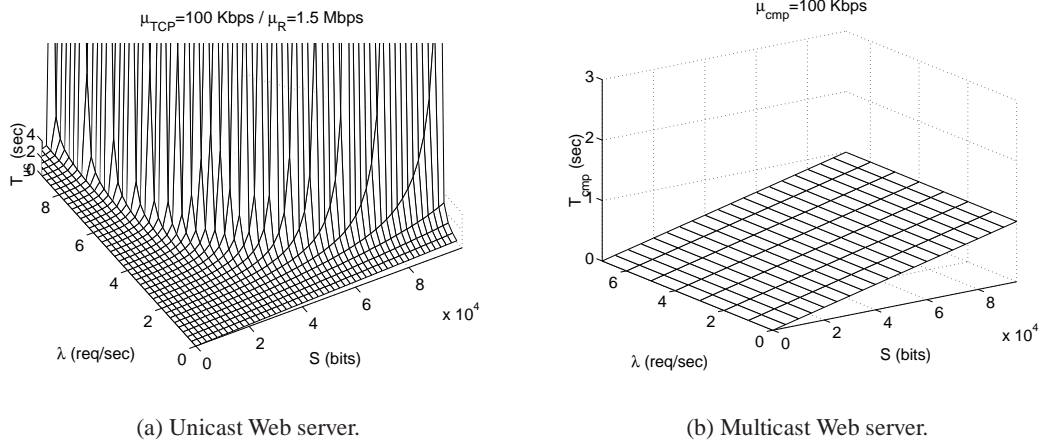 μTCP=100 Kbps / μR=1.5 Mbps
4
2
0
(sec)
8
6
4
2
0
λ (req/sec)
0
2
4
6
8
x 10^4
S (bits)
(a) Unicast Web server.
μcmp=100 Kbps
3
2
1
0
Tcmp (sec)
6
4
2
0
λ (req/sec)
0
2
4
6
8
x 10^4
S (bits)
(b) Multicast Web server.